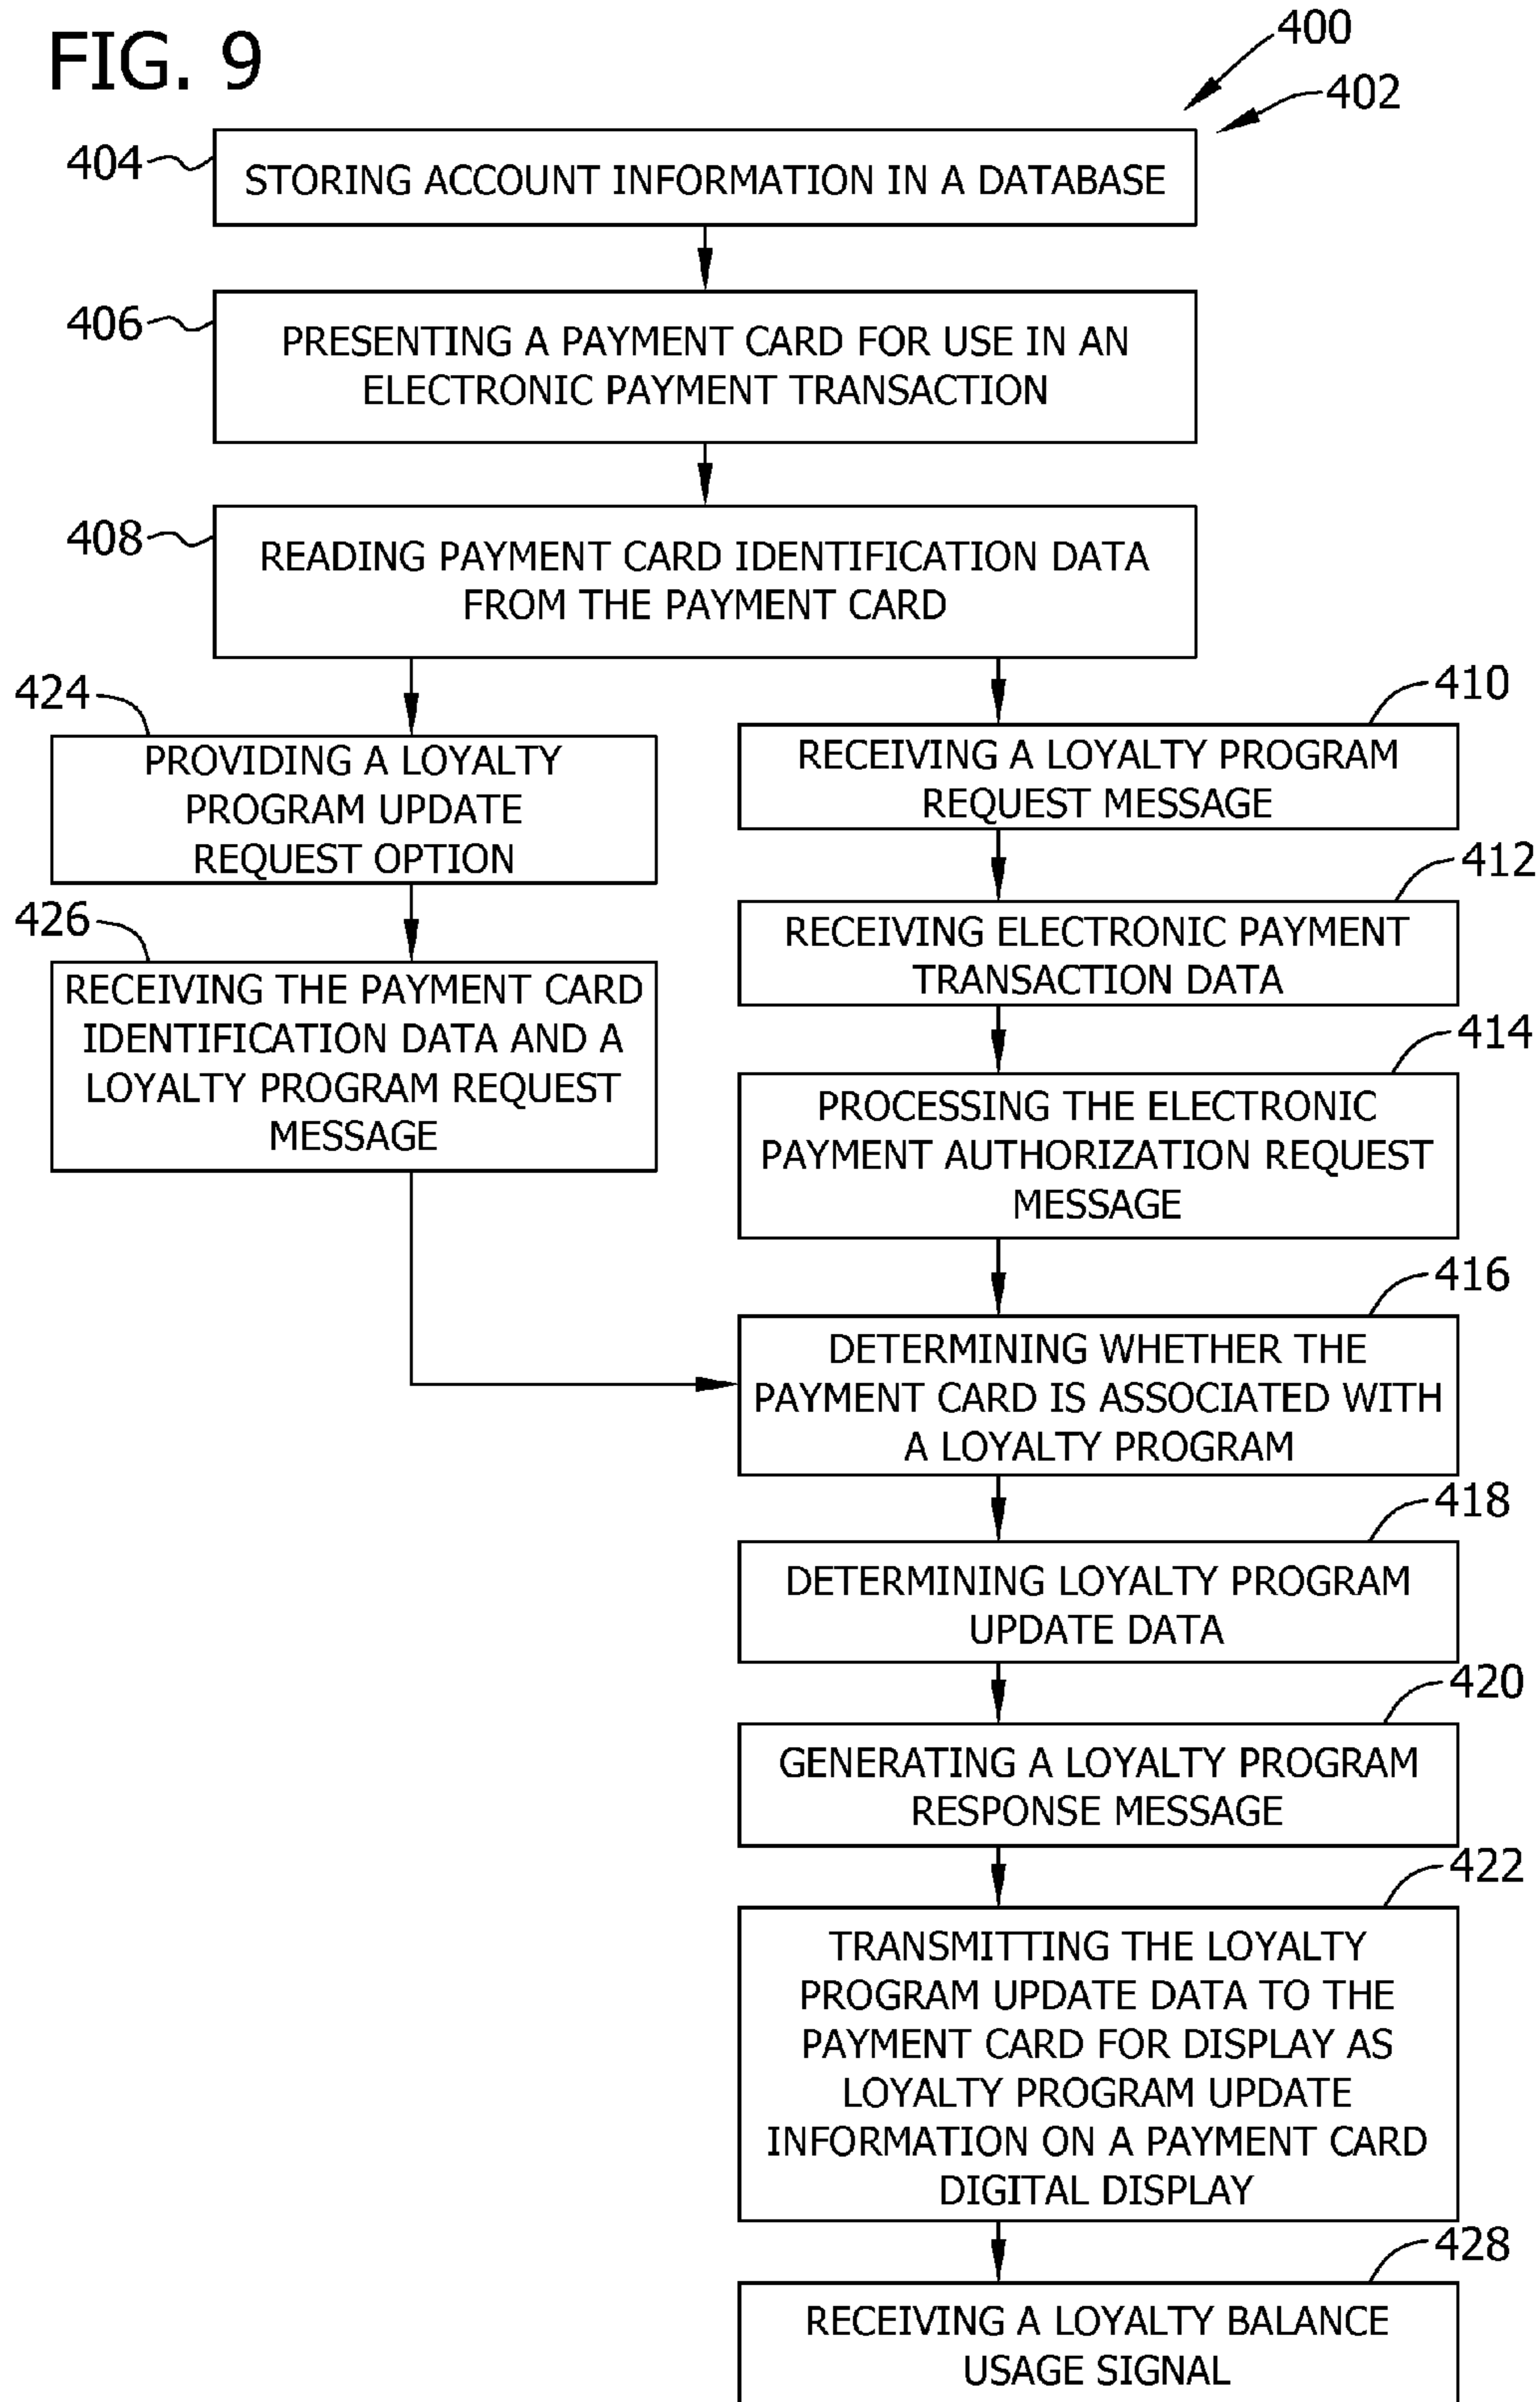 FIG. 9
400
402
404
STORING ACCOUNT INFORMATION IN A DATABASE
406
PRESENTING A PAYMENT CARD FOR USE IN AN
ELECTRONIC PAYMENT TRANSACTION
408
READING PAYMENT CARD IDENTIFICATION DATA
FROM THE PAYMENT CARD
424
PROVIDING A LOYALTY
PROGRAM UPDATE
REQUEST OPTION
426
RECEIVING THE PAYMENT CARD
IDENTIFICATION DATA AND A
LOYALTY PROGRAM REQUEST
MESSAGE
410
RECEIVING A LOYALTY PROGRAM
REQUEST MESSAGE
412
RECEIVING ELECTRONIC PAYMENT
TRANSACTION DATA
414
PROCESSING THE ELECTRONIC
PAYMENT AUTHORIZATION REQUEST
MESSAGE
416
DETERMINING WHETHER THE
PAYMENT CARD IS ASSOCIATED WITH
A LOYALTY PROGRAM
418
DETERMINING LOYALTY PROGRAM
UPDATE DATA
420
GENERATING A LOYALTY PROGRAM
RESPONSE MESSAGE
422
TRANSMITTING THE LOYALTY
PROGRAM UPDATE DATA TO THE
PAYMENT CARD FOR DISPLAY AS
LOYALTY PROGRAM UPDATE
INFORMATION ON A PAYMENT CARD
DIGITAL DISPLAY
428
RECEIVING A LOYALTY BALANCE
USAGE SIGNAL